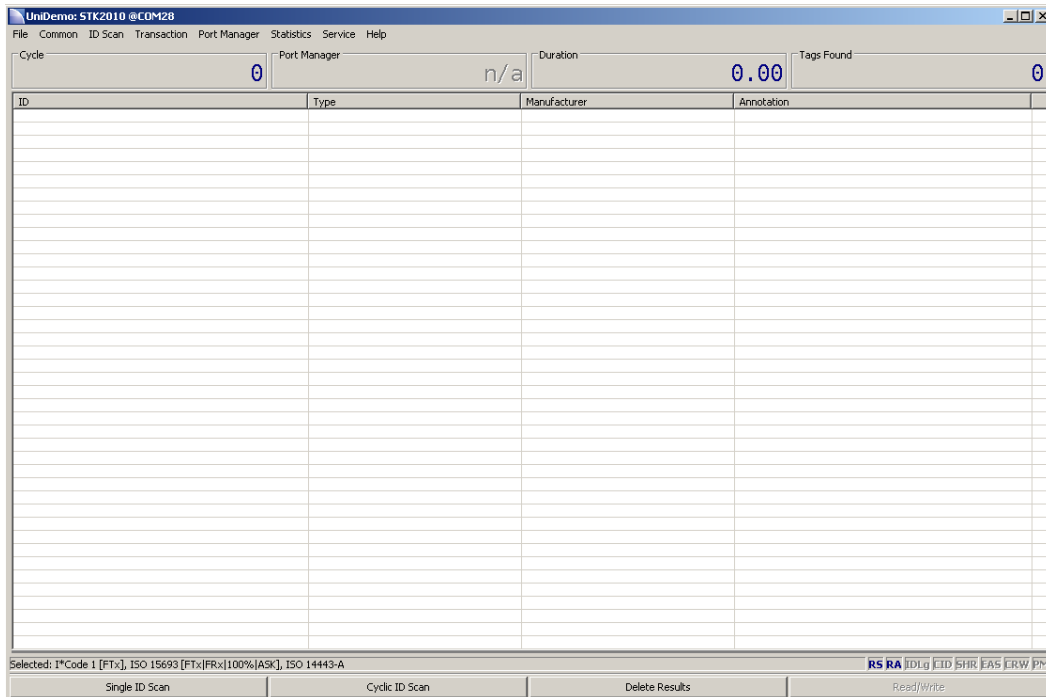 UniDemo: STK2010 @COM28
File Common ID Scan Transaction Port Manager Statistics Service Help
Cycle Port Manager Duration Tags Found
0 n/a 0.00 0
ID Type Manufacturer Annotation
Selected: I*Code 1 [FTx], ISO 15693 [FTx|FRx|100%|ASK], ISO 14443-A RS RA IDLg CID SHR EAS CRW PM
Single ID Scan Cyclic ID Scan Delete Results Read/Write